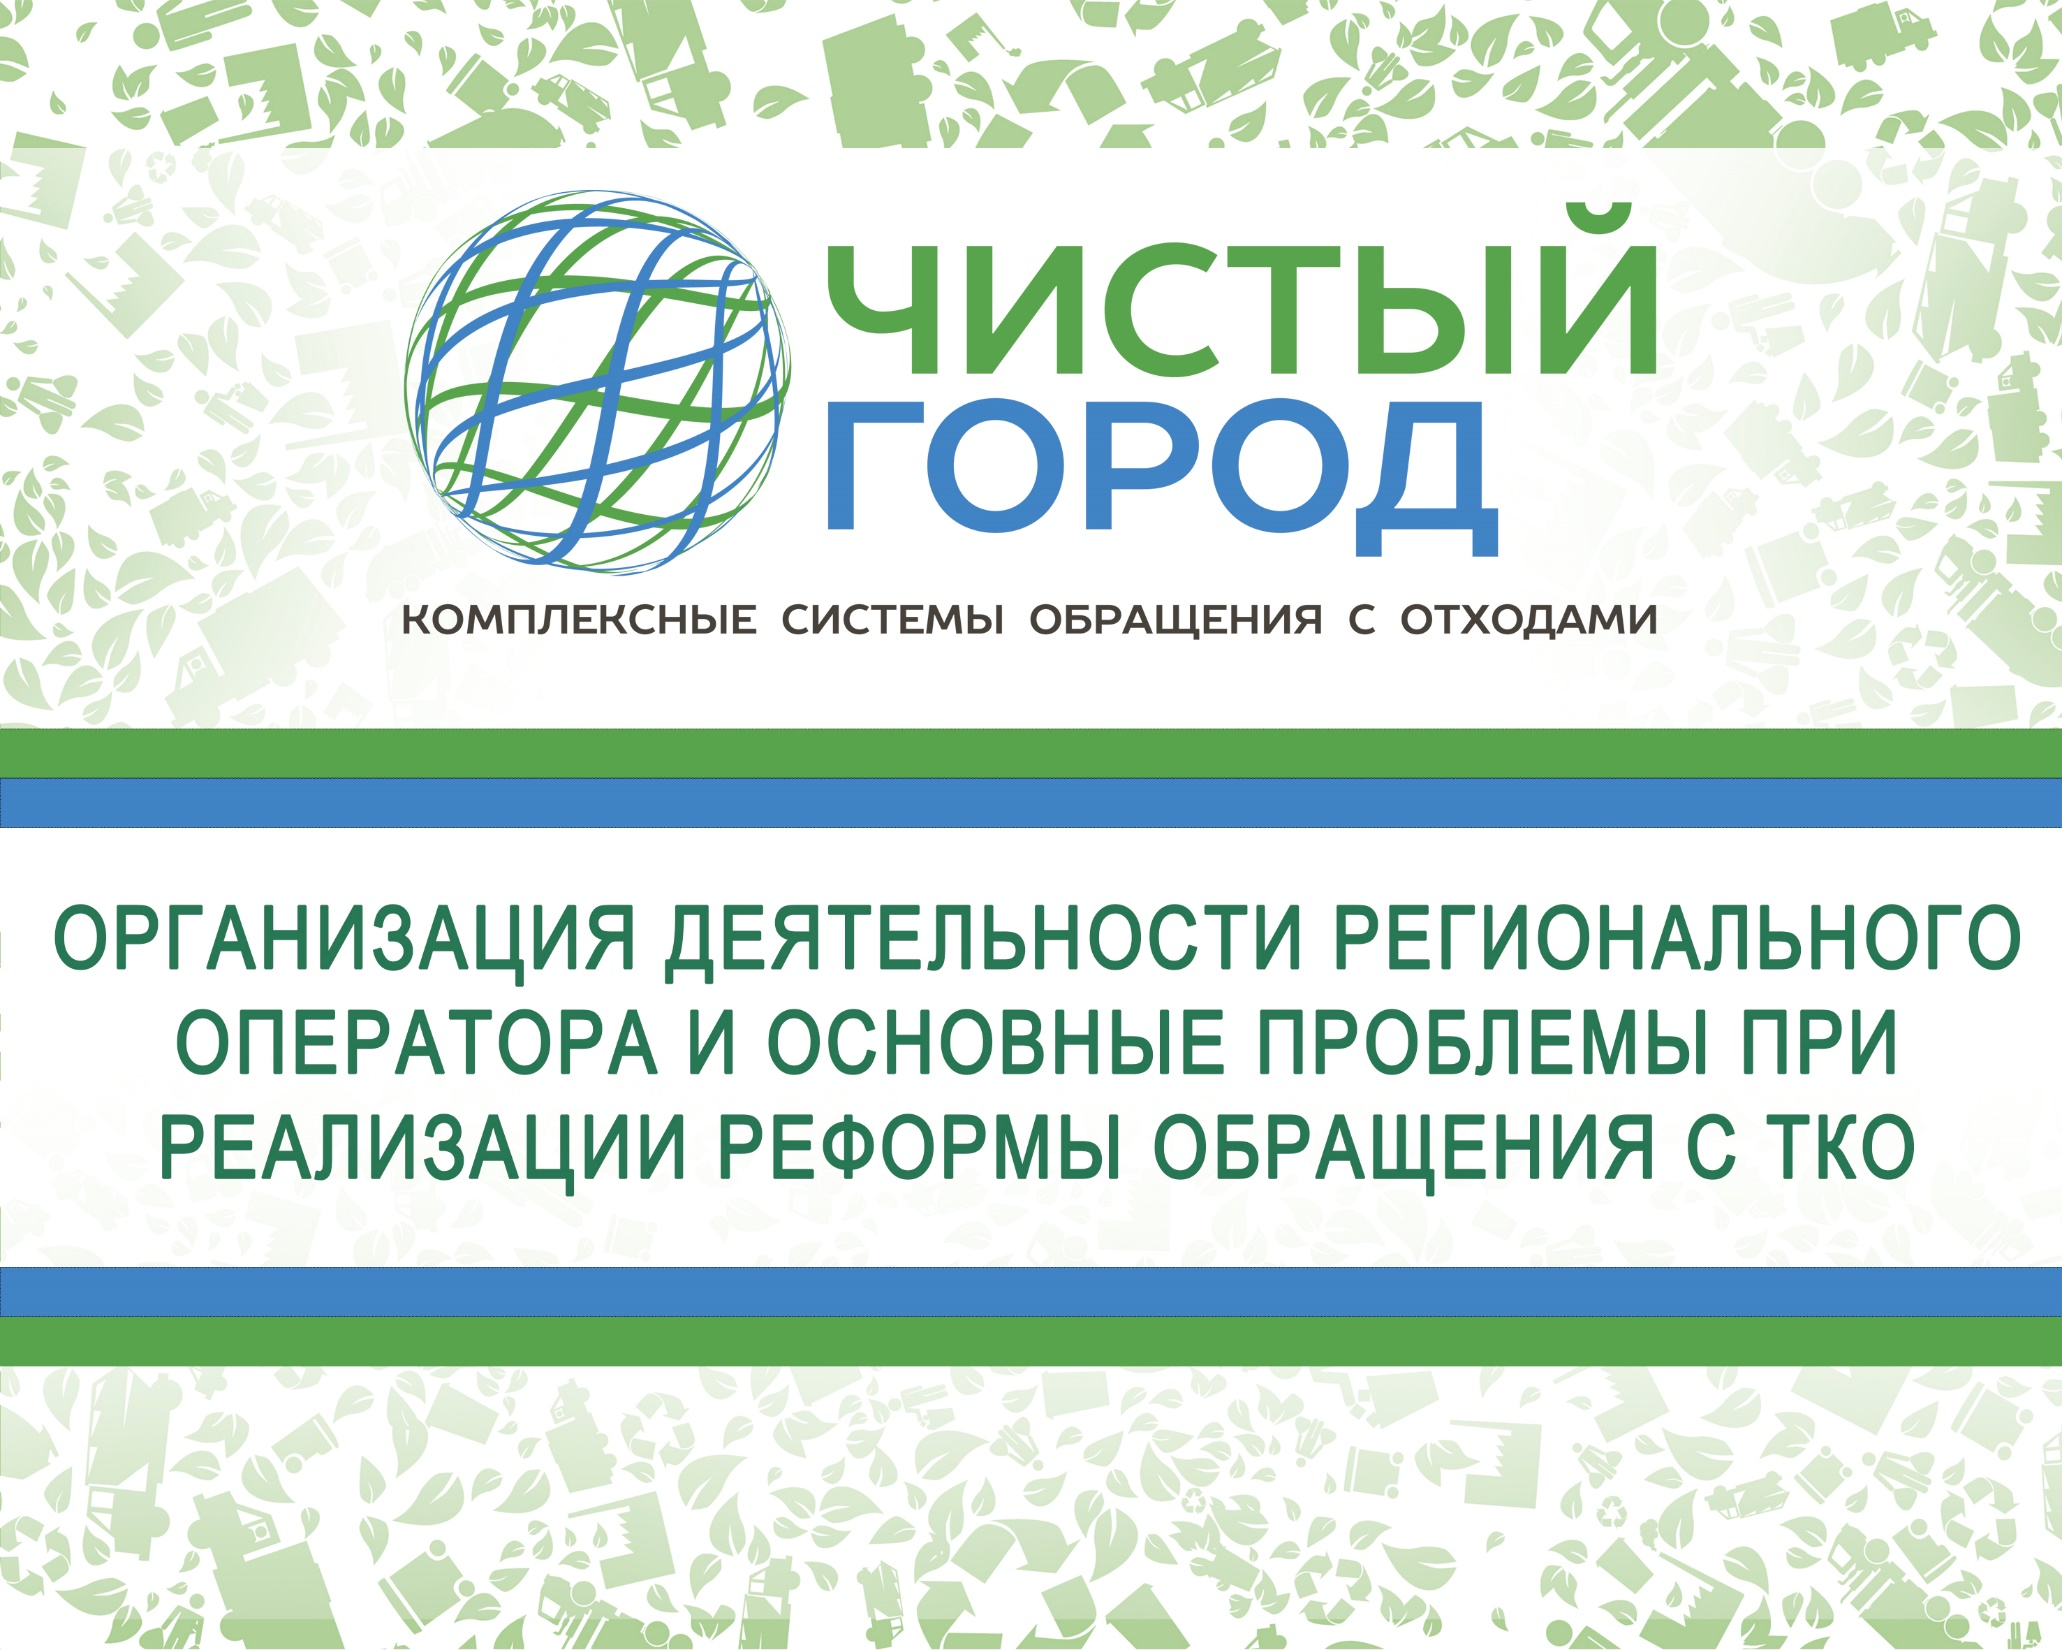 ЧИСТЫЙ
ГОРОД
КОМПЛЕКСНЫЕ СИСТЕМЫ ОБРАЩЕНИЯ С ОТХОДАМИ
ОРГАНИЗАЦИЯ ДЕЯТЕЛЬНОСТИ РЕГИОНАЛЬНОГО
ОПЕРАТОРА И ОСНОВНЫЕ ПРОБЛЕМЫ ПРИ
РЕАЛИЗАЦИИ РЕФОРМЫ ОБРАЩЕНИЯ С ТКО